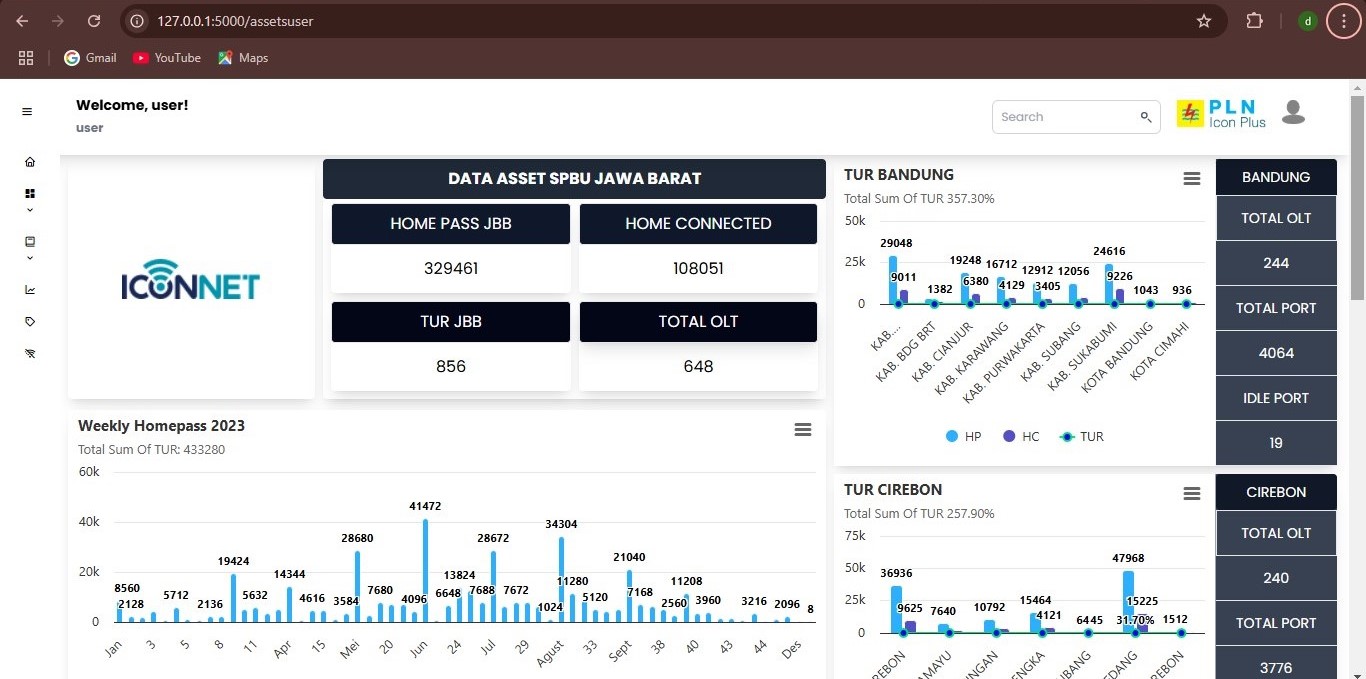 127.0.0.1:5000/assetsuser
d
Gmail
YouTube
Maps
Welcome, user!
user
Search
PLN
Icon Plus
ICONNET
DATA ASSET SPBU JAWA BARAT
HOME PASS JBB
HOME CONNECTED
329461
108051
TUR JBB
TOTAL OLT
856
648
Weekly Homepass 2023
Total Sum Of TUR: 433280
60k
40k
20k
0
8560
2128
5712
2136
19424
5632
14344
4616
3584
28680
7680
4096
41472
6648
13824
7688
28672
7672
1024
34304
11280
5120
21040
7168
2560
11208
3960
3216
2096
8
Jan
3
5
8
11
Apr
15
Mei
20
Jun
24
Jul
29
Agust
33
Sept
38
40
43
44
Des
TUR BANDUNG
Total Sum Of TUR 357.30%
50k
25k
0
29048
9011
1382
19248
6380
16712
4129
12912
3405
12056
24616
9226
1043
936
KAB....
KAB. BDG BRT
KAB. CIANJUR
KAB. KARAWANG
KAB. PURWAKARTA
KAB. SUBANG
KAB. SUKABUMI
KOTA BANDUNG
KOTA CIMAHI
HP
HC
TUR
BANDUNG
TOTAL OLT
244
TOTAL PORT
4064
IDLE PORT
19
TUR CIREBON
Total Sum Of TUR 257.90%
75k
50k
25k
0
36936
9625
7640
10792
15464
4121
6445
47968
15225
31.70%
1512
REBON
AMAYU
NINGAN
ENGKA
UBANG
EDANG
REBON
CIREBON
TOTAL OLT
240
TOTAL PORT
3776